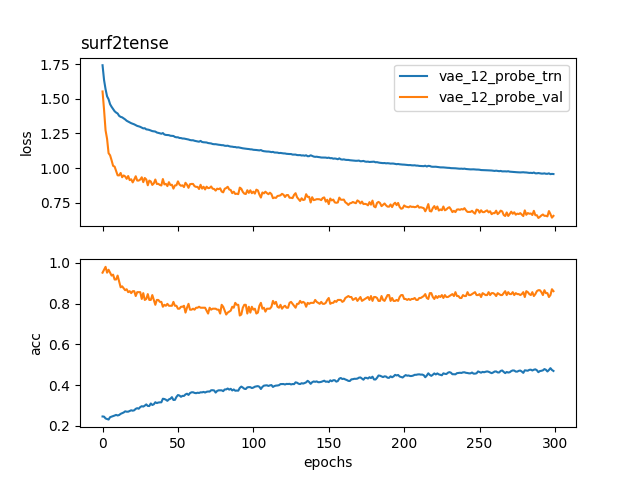 surf2tense
1.75
1.50
1.25
1.00
0.75
loss
vae_12_probe_trn
vae_12_probe_val
1.0
0.8
0.6
0.4
0.2
acc
0 50 100 150 200 250 300
epochs